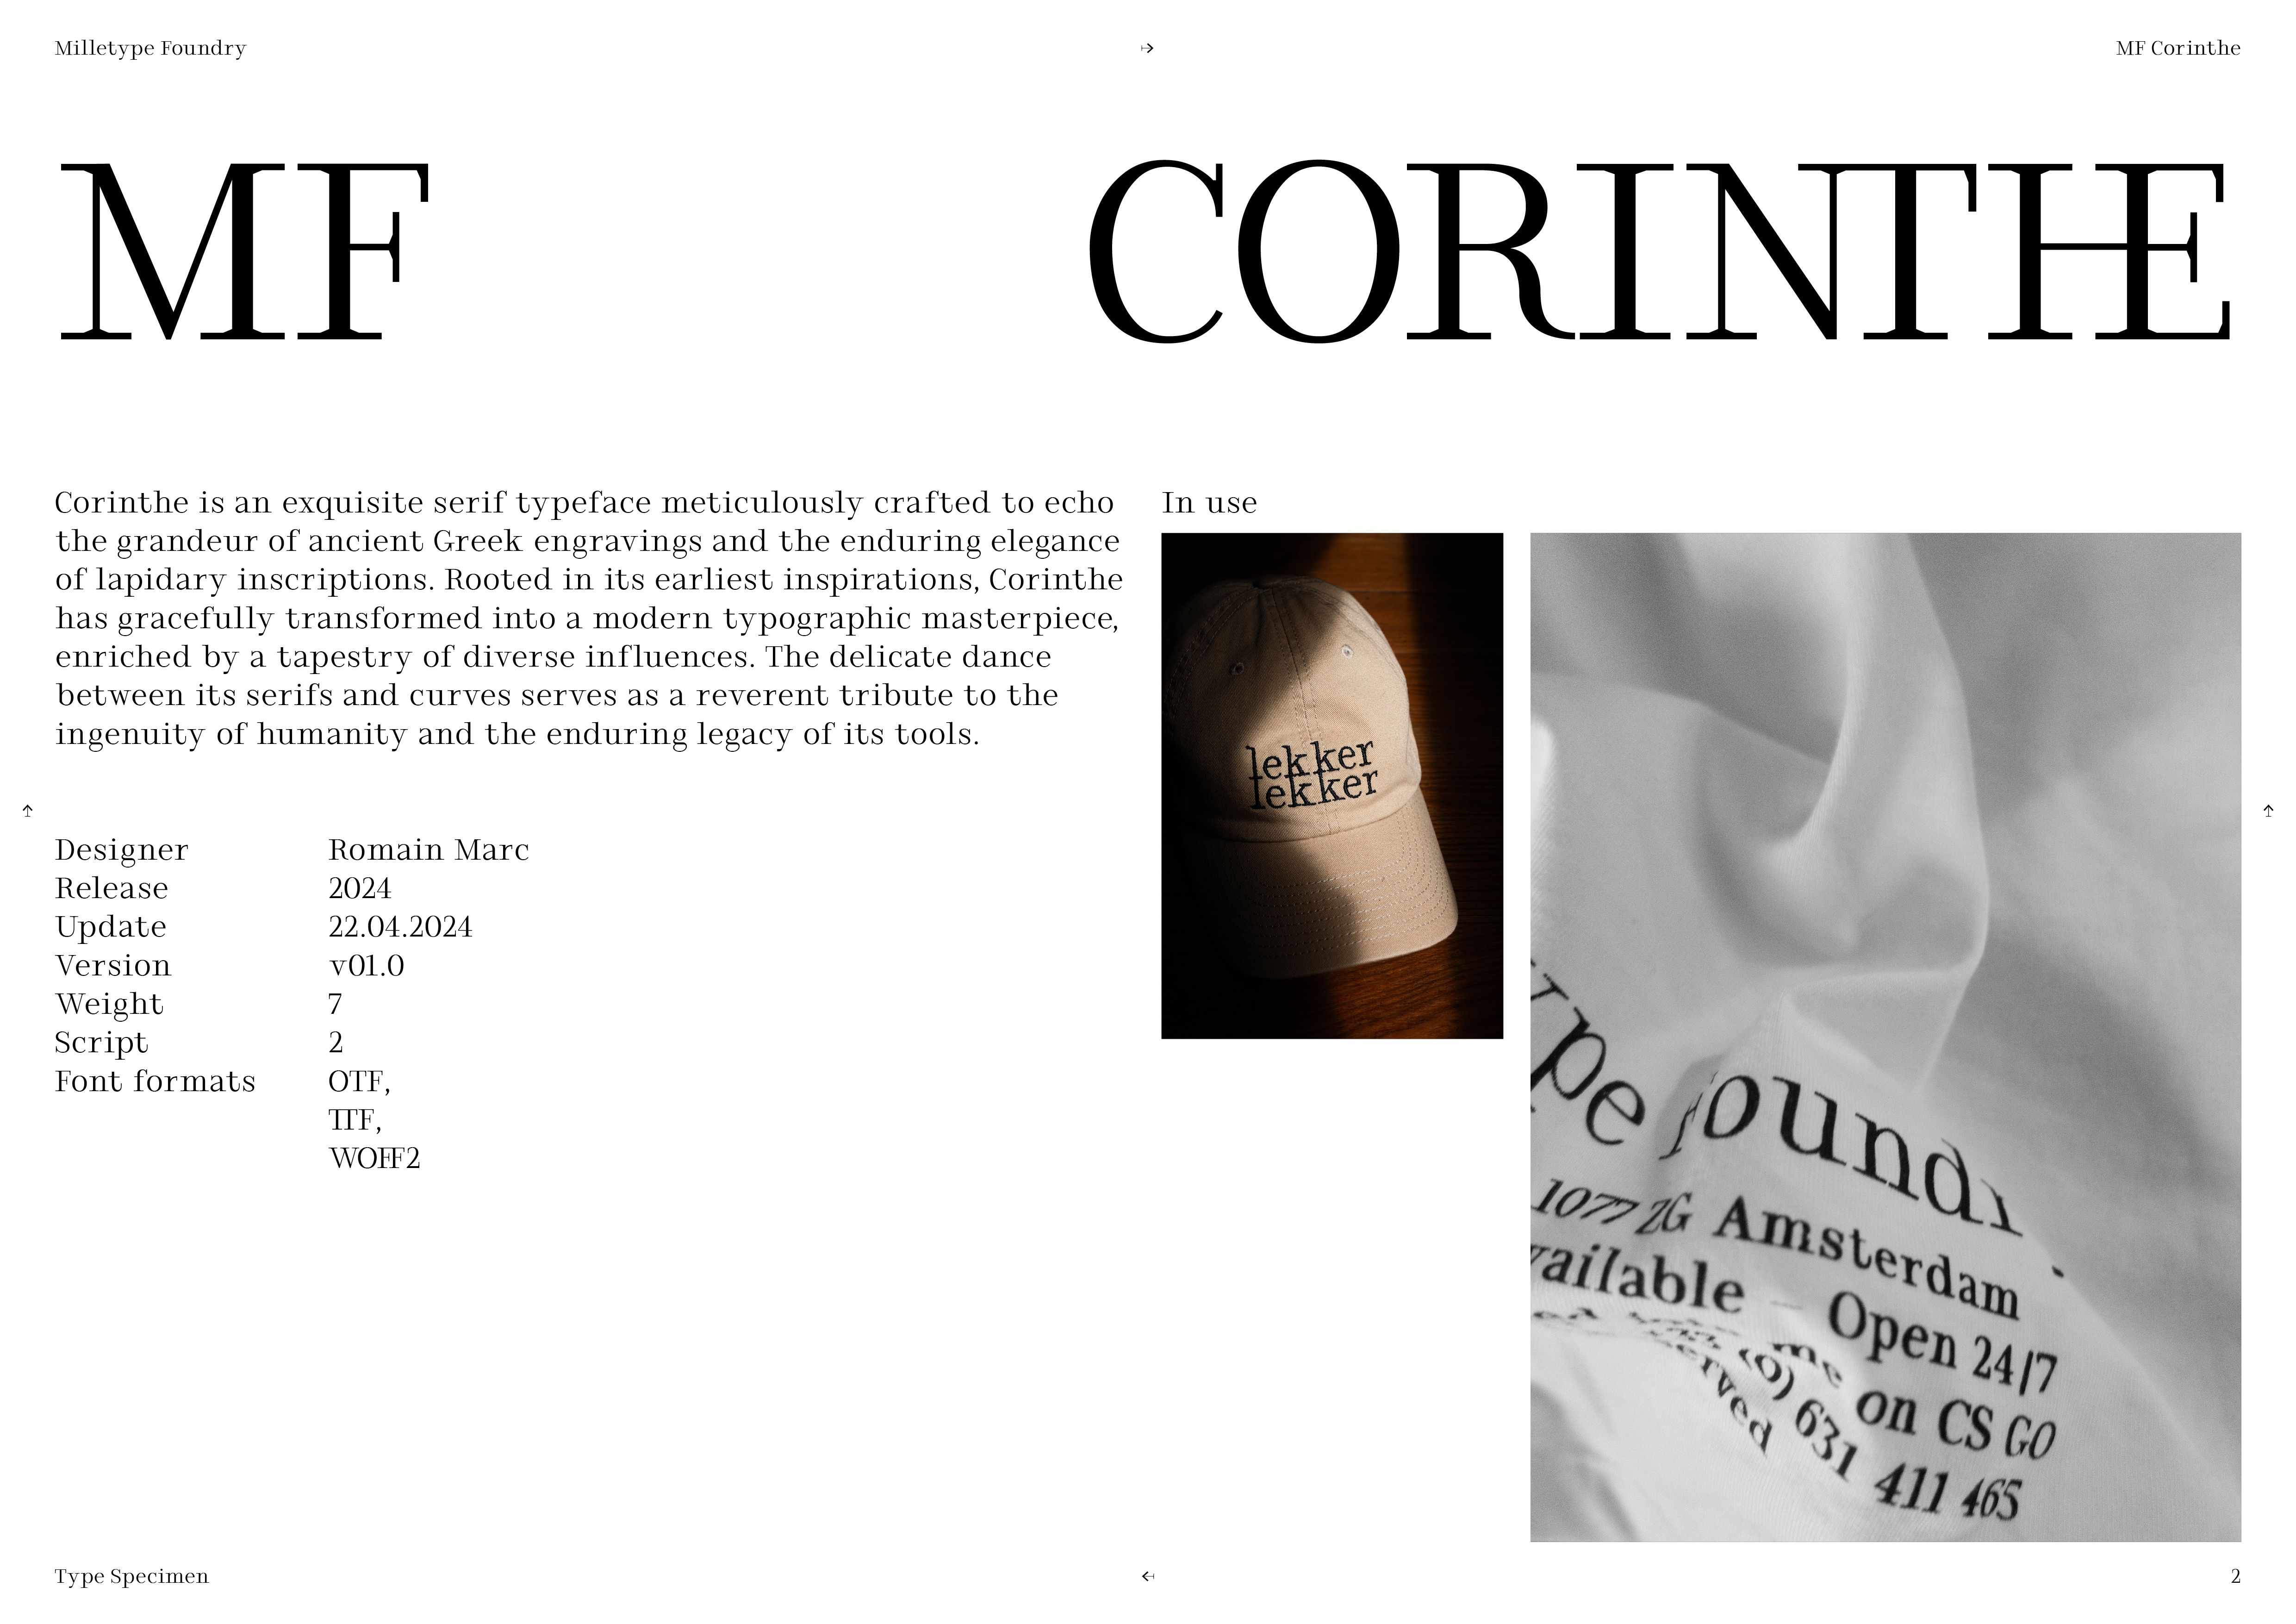 Milletype Foundry
MF Corinthe
MF
CORINTHE
Corinthe is an exquisite serif typeface meticulously crafted to echo
the grandeur of ancient Greek engravings and the enduring elegance
of lapidary inscriptions. Rooted in its earliest inspirations, Corinthe
has gracefully transformed into a modern typographic masterpiece,
enriched by a tapestry of diverse influences. The delicate dance
between its serifs and curves serves as a reverent tribute to the
ingenuity of humanity and the enduring legacy of its tools.
Designer Romain Marc
Release 2024
Update 22.04.2024
Version v01.0
Weight 7
Script 2
Font formats OTF,
TTF,
WOFF2
In use
lekker
lekker
1077 ZG Amsterdam
Open 24/7
on CS GO
(0) 631 411 465
Type Specimen
2